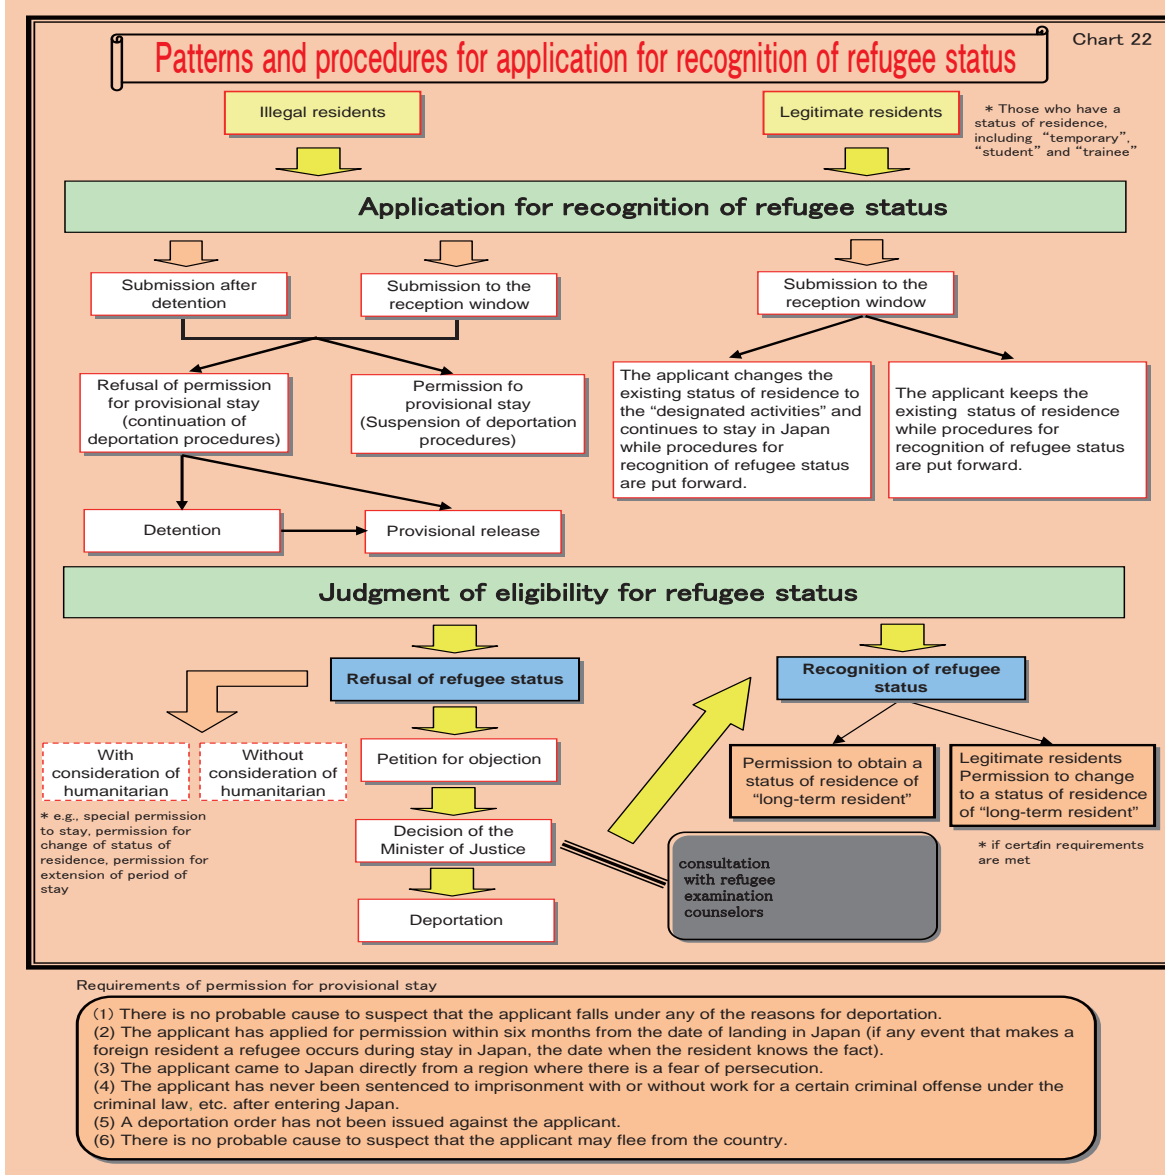 Chart 22
Patterns and procedures for application for recognition of refugee status
Illegal residents
Legitimate residents
* Those who have a
status of residence,
including “temporary”,
“student” and “trainee”
Application for recognition of refugee status
Submission after
detention
Submission to the
reception window
Submission to the
reception window
Refusal of permission
for provisional stay
(continuation of
deportation procedures)
Permission fo
provisional stay
(Suspension of deportation
procedures)
The applicant changes the
existing status of residence to
the “designated activities” and
continues to stay in Japan
while procedures for
recognition of refugee status
are put forward.
The applicant keeps the
existing status of residence
while procedures for
recognition of refugee status
are put forward.
Detention
Provisional release
Judgment of eligibility for refugee status
Refusal of refugee status
Recognition of refugee
status
With
consideration of
humanitarian
Without
consideration of
humanitarian
* e.g., special permission
to stay, permission for
change of status of
residence, permission for
extension of period of
stay
Petition for objection
Decision of the
Minister of Justice
Deportation
Permission to obtain a
status of residence of
“long-term resident”
Legitimate residents
Permission to change
to a status of residence
of “long-term resident”
* if certain requirements
are met
consultation
with refugee
examination
counselors
Requirements of permission for provisional stay
(1) There is no probable cause to suspect that the applicant falls under any of the reasons for deportation.
(2) The applicant has applied for permission within six months from the date of landing in Japan (if any event that makes a
foreign resident a refugee occurs during stay in Japan, the date when the resident knows the fact).
(3) The applicant came to Japan directly from a region where there is a fear of persecution.
(4) The applicant has never been sentenced to imprisonment with or without work for a certain criminal offense under the
criminal law, etc. after entering Japan.
(5) A deportation order has not been issued against the applicant.
(6) There is no probable cause to suspect that the applicant may flee from the country.